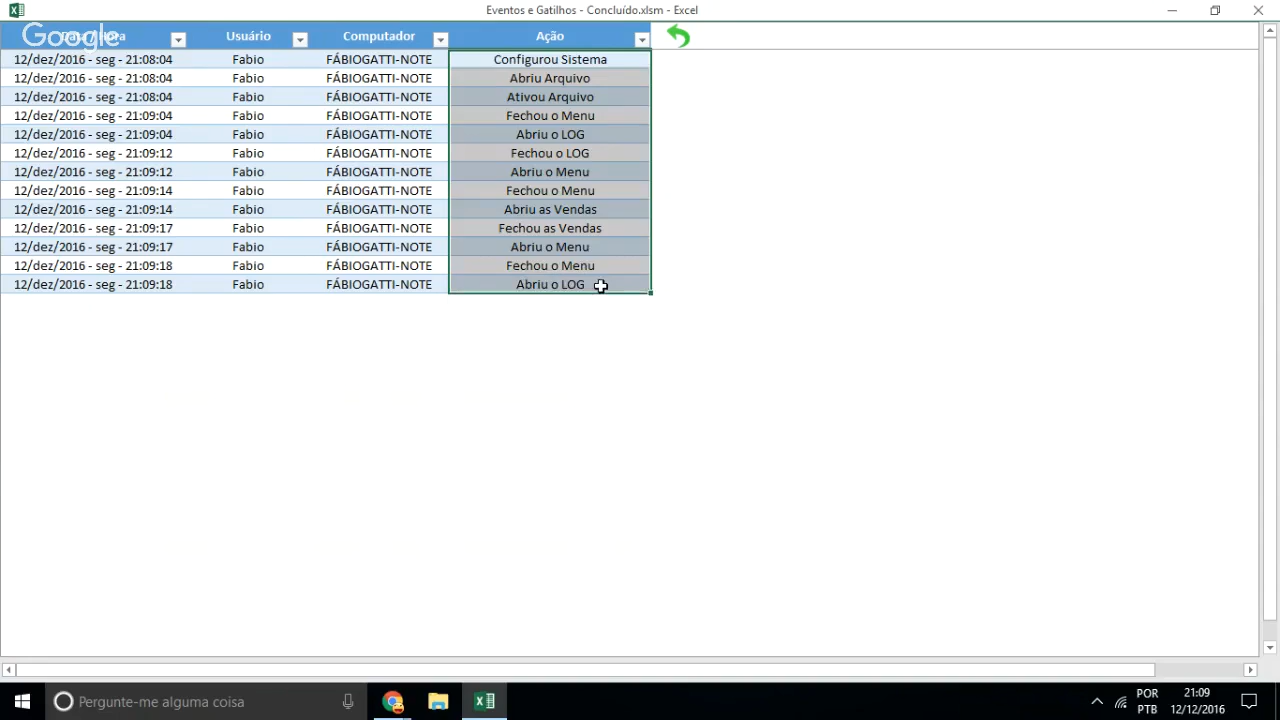 Eventos e Gatilhos - Concluído.xlsm - Excel
Google
Data / Hora Usuário Computador Ação
12/dez/2016 - seg - 21:08:04 Fabio FÁBIOGATTI-NOTE Configurou Sistema
12/dez/2016 - seg - 21:08:04 Fabio FÁBIOGATTI-NOTE Abriu Arquivo
12/dez/2016 - seg - 21:08:04 Fabio FÁBIOGATTI-NOTE Ativou Arquivo
12/dez/2016 - seg - 21:09:04 Fabio FÁBIOGATTI-NOTE Fechou o Menu
12/dez/2016 - seg - 21:09:04 Fabio FÁBIOGATTI-NOTE Abriu o LOG
12/dez/2016 - seg - 21:09:12 Fabio FÁBIOGATTI-NOTE Fechou o LOG
12/dez/2016 - seg - 21:09:12 Fabio FÁBIOGATTI-NOTE Abriu o Menu
12/dez/2016 - seg - 21:09:14 Fabio FÁBIOGATTI-NOTE Fechou o Menu
12/dez/2016 - seg - 21:09:14 Fabio FÁBIOGATTI-NOTE Abriu as Vendas
12/dez/2016 - seg - 21:09:17 Fabio FÁBIOGATTI-NOTE Fechou as Vendas
12/dez/2016 - seg - 21:09:17 Fabio FÁBIOGATTI-NOTE Abriu o Menu
12/dez/2016 - seg - 21:09:18 Fabio FÁBIOGATTI-NOTE Fechou o Menu
12/dez/2016 - seg - 21:09:18 Fabio FÁBIOGATTI-NOTE Abriu o LOG
Pergunte-me alguma coisa
POR
PTB
21:09
12/12/2016